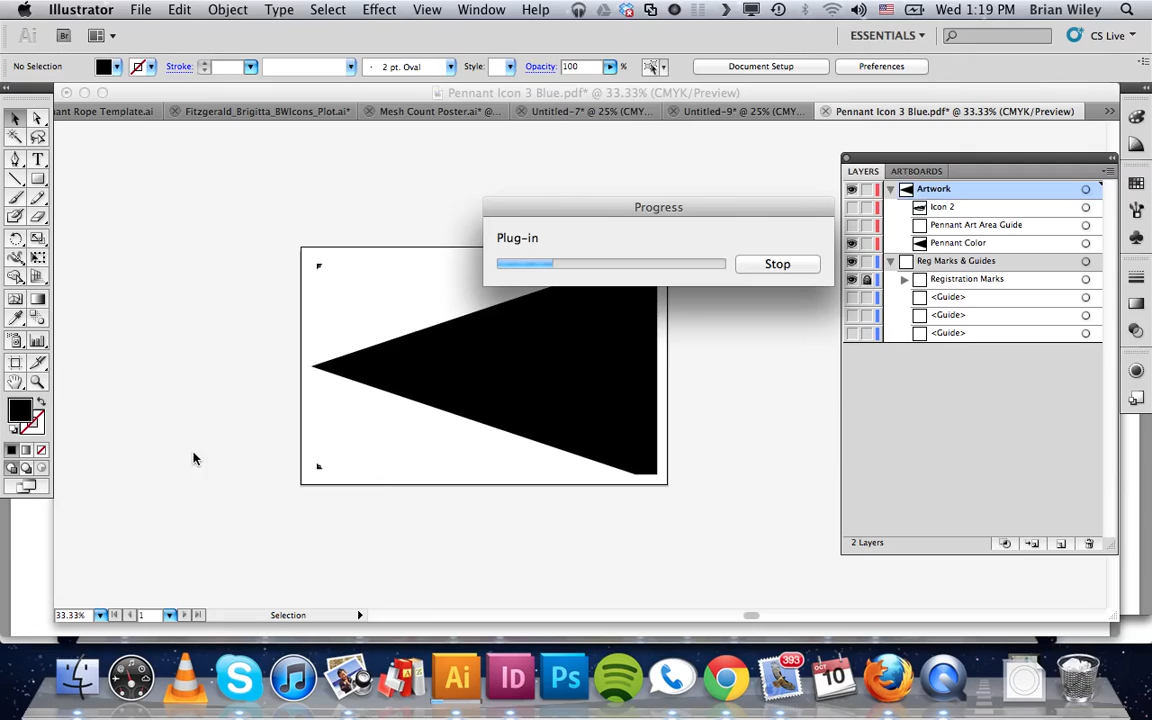 Illustrator File Edit Object Type Select Effect View Window Help Wed 1:19 PM Brian Wiley
Ai Br ESSENTIALS CS Live
No Selection Stroke: 2 pt. Oval Style: Opacity: 100 % Document Setup Preferences
Pennant Icon 3 Blue.pdf* @ 33.33% (CMYK/Preview)
ant Rope Template.ai Fitzgerald_Brigitta_BWIcons_Plot.ai* Mesh Count Poster.ai* @... Untitled-7* @ 25% (CMY... Untitled-9* @ 25% (CMY... Pennant Icon 3 Blue.pdf* @ 33.33% (CMYK/Preview)
LAYERS ARTBOARDS
Artwork
Icon 2
Pennant Art Area Guide
Pennant Color
Reg Marks & Guides
Registration Marks
<Guide>
<Guide>
<Guide>
2 Layers
Progress
Plug-in
Stop
33.33% 1 Selection
Ai Id Ps 393 OCT 10